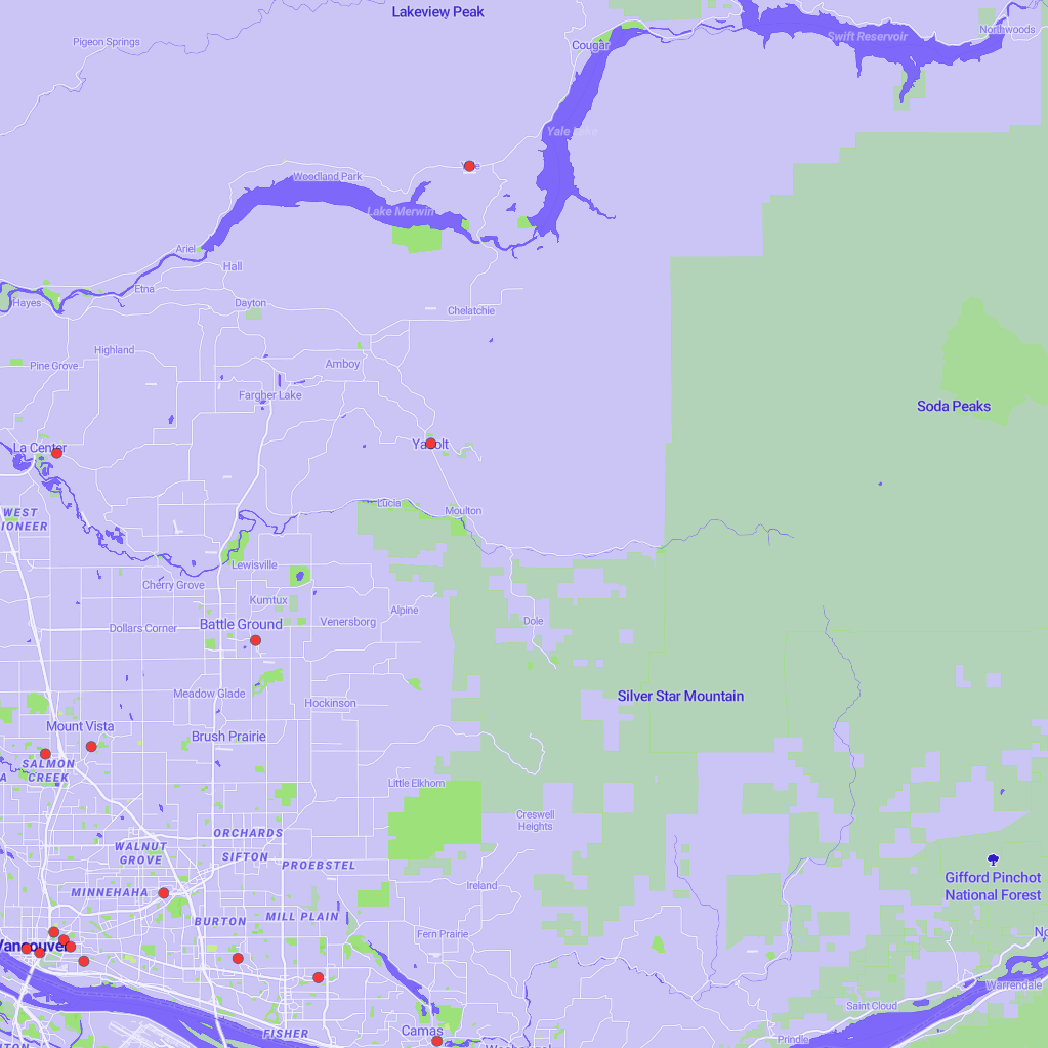 Lakeview Peak
Pigeon Springs
Cougar
Swift Reservoir
Northwoods
Yale Lake
Woodland Park
Lake Merwin
Ariel
Hall
Etna
Hayes
Dayton
Chelatchie
Highland
Pine Grove
Amboy
Fargher Lake
Soda Peaks
La Center
Yacolt
Lucia
Moulton
WEST
IONEER
Lewisville
Cherry Grove
Kumtux
Alpine
Battle Ground
Venersborg
Dollars Corner
Dole
Meadow Glade
Silver Star Mountain
Hockinson
Mount Vista
Brush Prairie
SALMON
CREEK
A
Little Elkhorn
Creswell
Heights
ORCHARDS
WALNUT
GROVE
SIFTON
PROEBSTEL
Gifford Pinchot
National Forest
MINNEHAHA
Ireland
BURTON
MILL PLAIN
Fern Prairie
No
Vancouver
Warrendale
Saint Cloud
FISHER
Camas
Prindle
TON